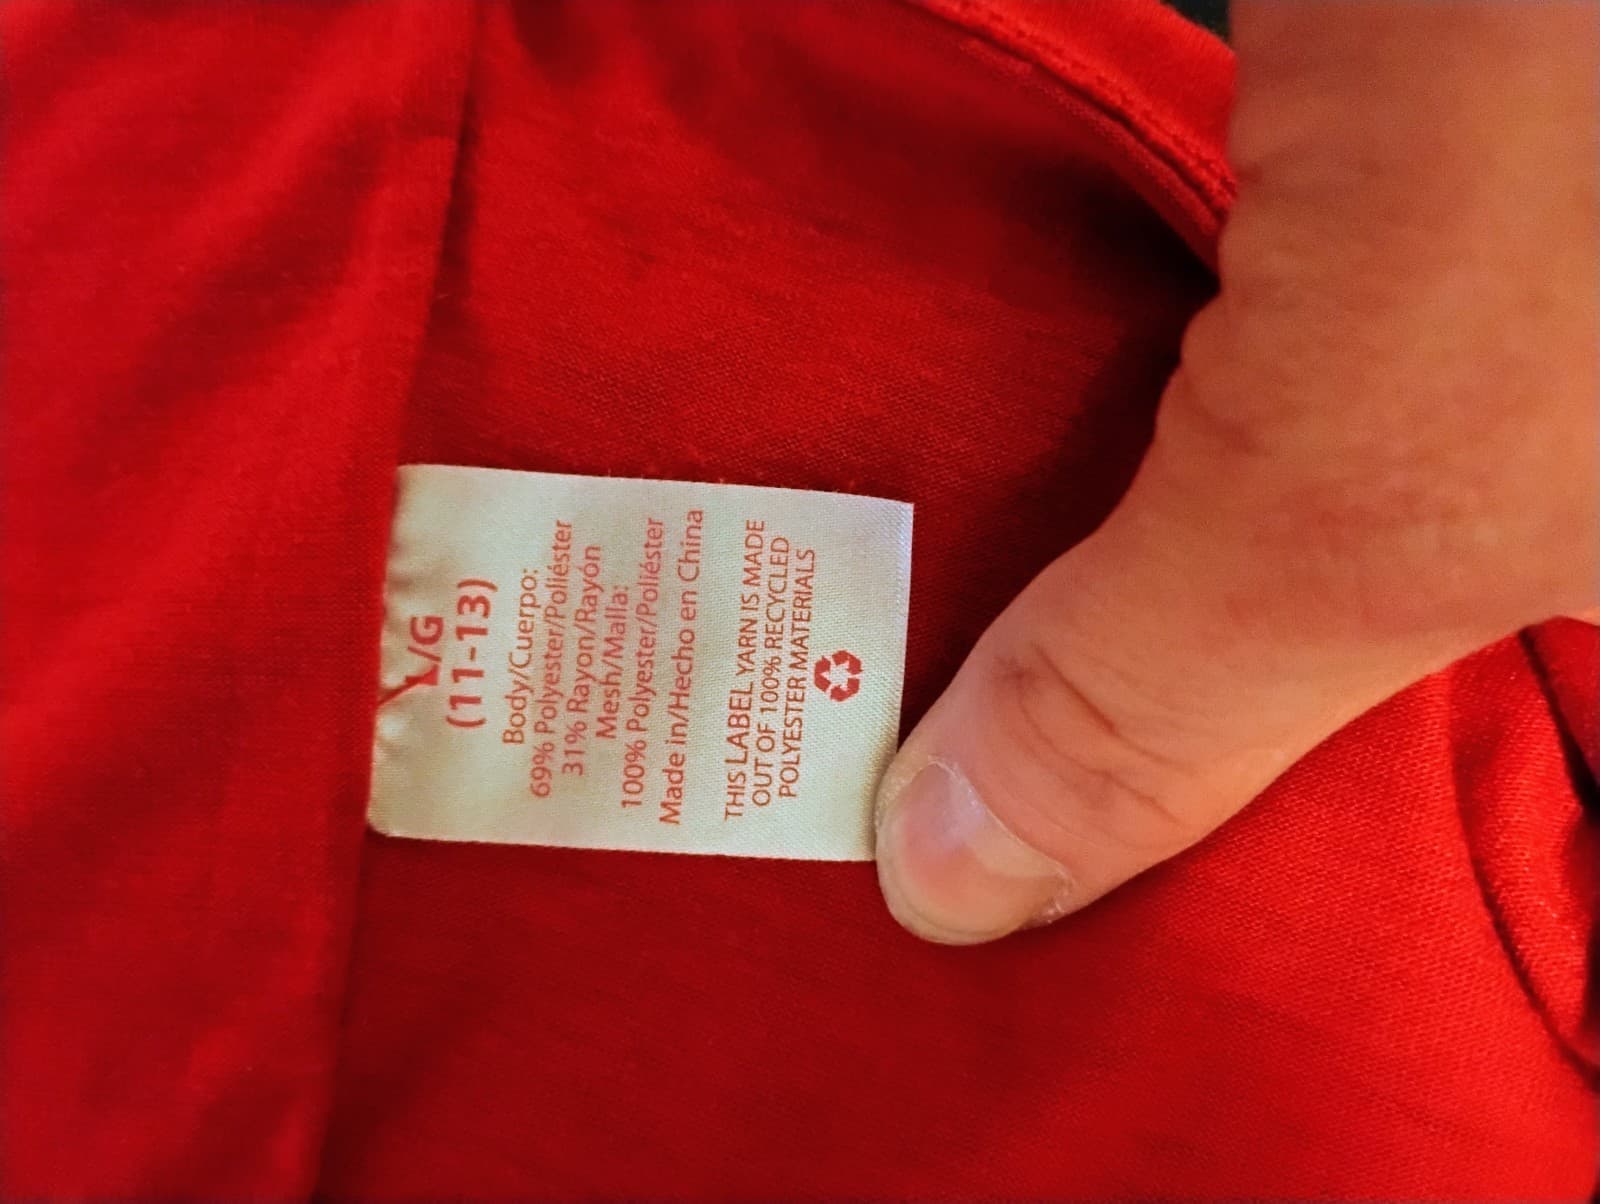 L/G
(11-13)
Body/Cuerpo:
69% Polyester/Poliéster
31% Rayon/Rayón
Mesh/Malla:
100% Polyester/Poliéster
Made in/Hecho en China
THIS LABEL YARN IS MADE
OUT OF 100% RECYCLED
POLYESTER MATERIALS